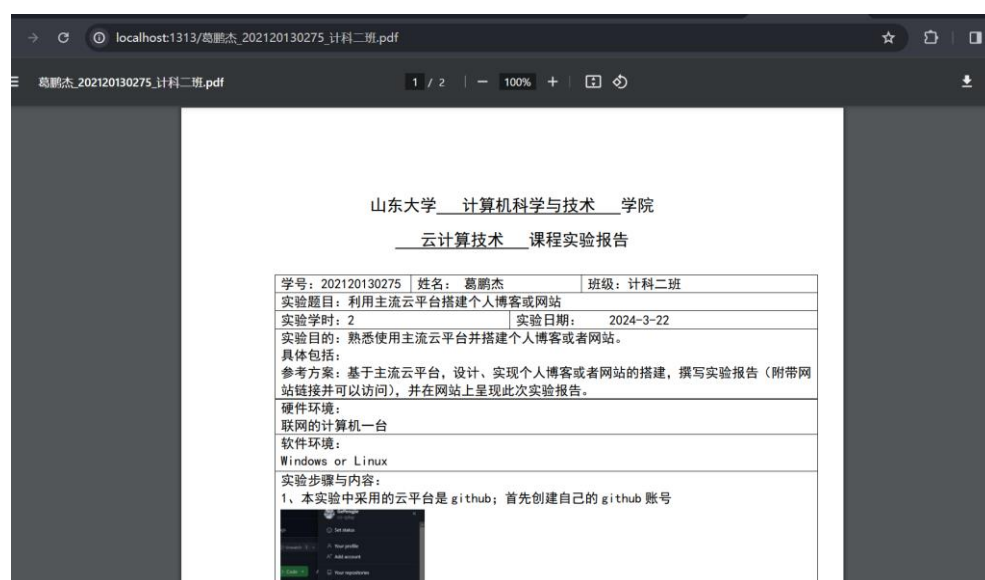 localhost:1313/葛鹏杰_202120130275_计科二班.pdf
葛鹏杰_202120130275_计科二班.pdf
1 / 2
100%
山东大学 计算机科学与技术 学院
云计算技术 课程实验报告
学号：202120130275 姓名： 葛鹏杰 班级：计科二班
实验题目：利用主流云平台搭建个人博客或网站
实验学时：2 实验日期： 2024-3-22
实验目的：熟悉使用主流云平台并搭建个人博客或者网站。
具体包括：
参考方案：基于主流云平台，设计、实现个人博客或者网站的搭建，撰写实验报告（附带网
站链接并可以访问），并在网站上呈现此次实验报告。
硬件环境：
联网的计算机一台
软件环境：
Windows or Linux
实验步骤与内容：
1、本实验中采用的云平台是 github；首先创建自己的 github 账号
Set status
Your profile
Add account
Your repositories
Code